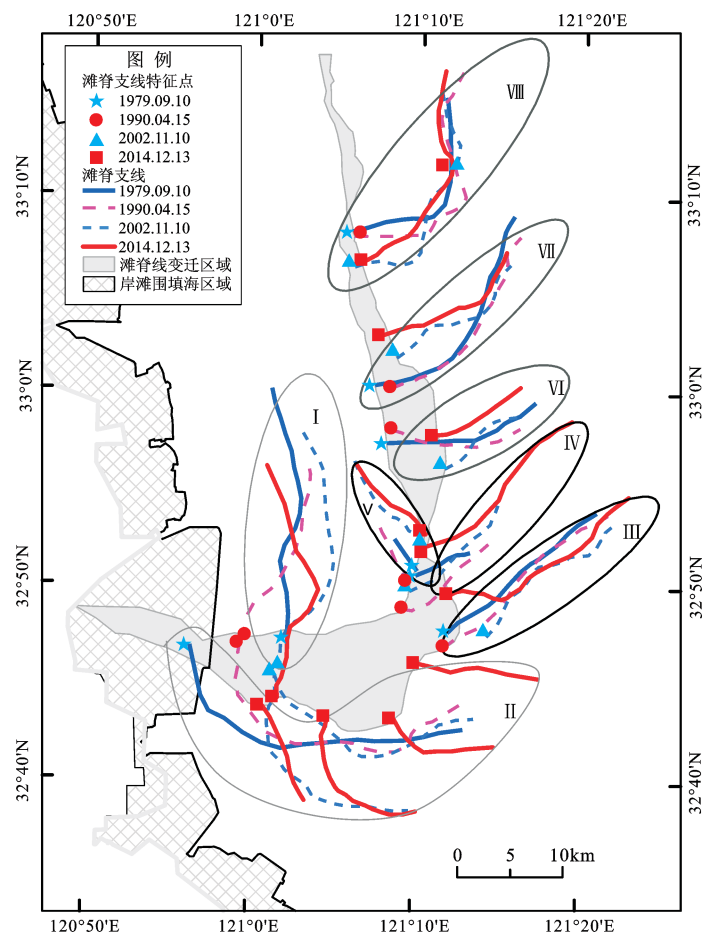 120°50′E 121°0′E 121°10′E 121°20′E
图 例
滩脊支线特征点
1979.09.10
1990.04.15
2002.11.10
2014.12.13
滩脊支线
1979.09.10
1990.04.15
2002.11.10
2014.12.13
滩脊线变迁区域
岸滩围填海区域
Ⅷ
Ⅶ
Ⅵ
Ⅰ
Ⅳ
Ⅴ
Ⅲ
Ⅱ
33°10′N
33°0′N
32°50′N
32°40′N
33°10′N
33°0′N
32°50′N
32°40′N
0 5 10km
120°50′E 121°0′E 121°10′E 121°20′E